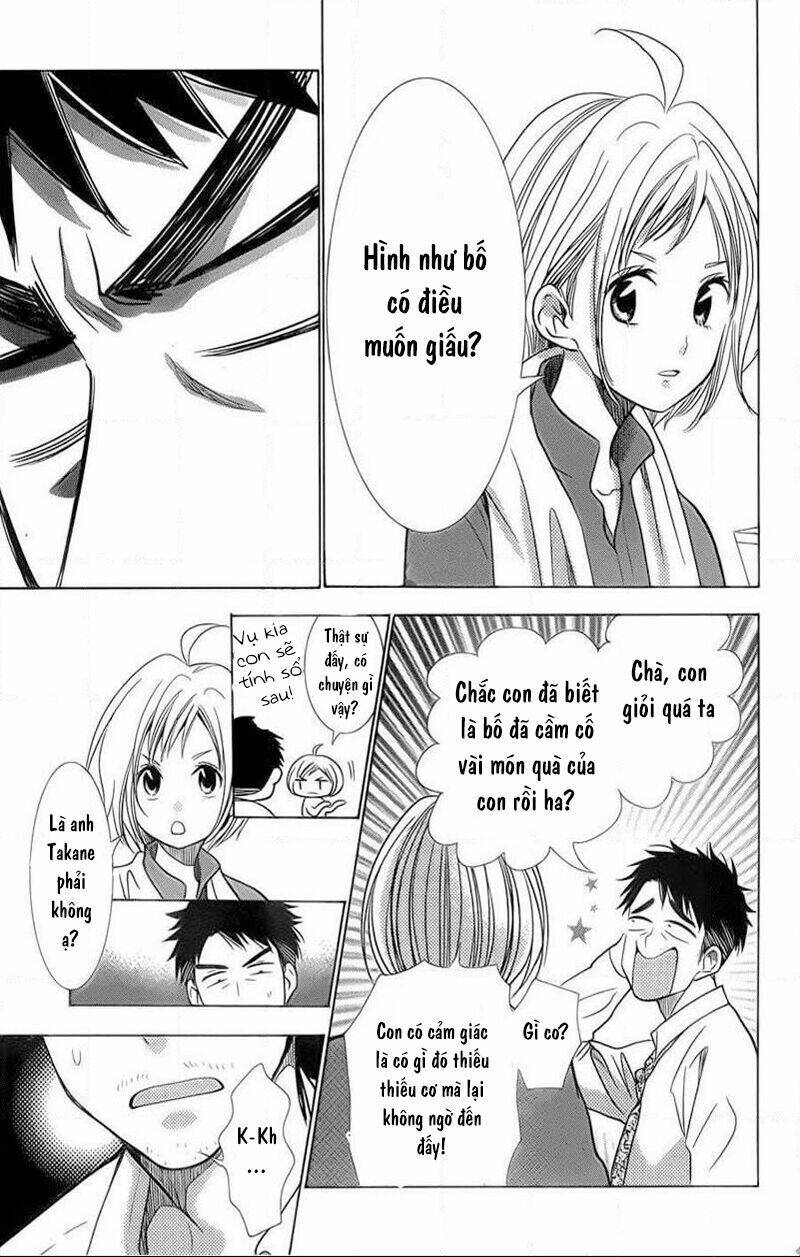 Hình như bố
có điều
muốn giấu?
Chà, con
giỏi quá ta
Chắc con đã biết
là bố đã cầm cố
vài món quà của
con rồi ha?
Gì cơ?
Con có cảm giác
là có gì đó thiếu
thiếu cơ mà lại
không ngờ đến
đấy!
Thật sự
đấy, có
chuyện gì
vậy?
Vụ kia
con sẽ
tính sổ
sau!
Là anh
Takane
phải
không
ạ?
K-Kh
...